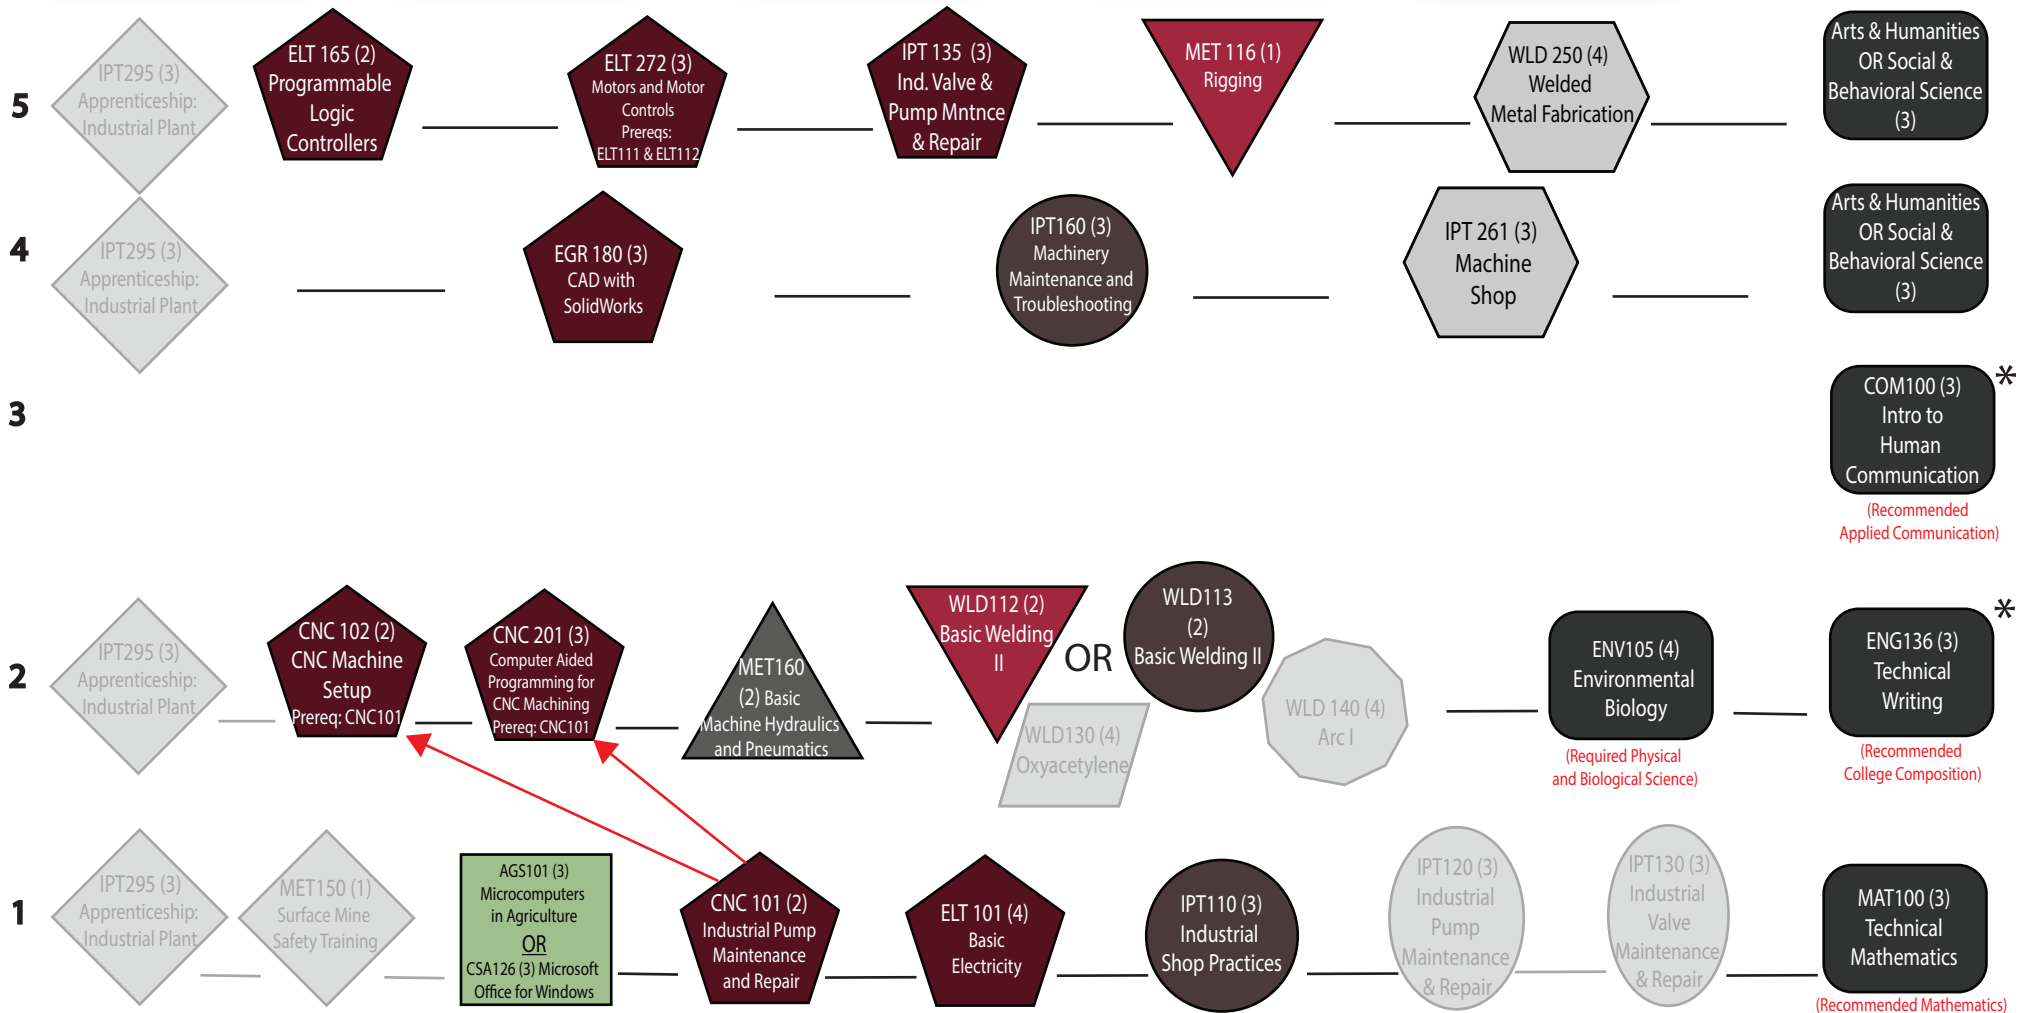 5
IPT295 (3)
Apprenticeship:
Industrial Plant
ELT 165 (2)
Programmable
Logic
Controllers
ELT 272 (3)
Motors and Motor
Controls
Prereqs:
ELT111 & ELT112
IPT 135 (3)
Ind. Valve &
Pump Mntnce
& Repair
MET 116 (1)
Rigging
WLD 250 (4)
Welded
Metal Fabrication
Arts & Humanities
OR Social &
Behavioral Science
(3)
4
IPT295 (3)
Apprenticeship:
Industrial Plant
EGR 180 (3)
CAD with
SolidWorks
IPT160 (3)
Machinery
Maintenance and
Troubleshooting
IPT 261 (3)
Machine
Shop
Arts & Humanities
OR Social &
Behavioral Science
(3)
3
COM100 (3)
Intro to
Human
Communication
*
(Recommended
Applied Communication)
2
IPT295 (3)
Apprenticeship:
Industrial Plant
CNC 102 (2)
CNC Machine
Setup
Prereq: CNC101
CNC 201 (3)
Computer Aided
Programming for
CNC Machining
Prereq: CNC101
MET160
(2) Basic
Machine Hydraulics
and Pneumatics
WLD112 (2)
Basic Welding
II
OR
WLD113
(2)
Basic Welding II
WLD130 (4)
Oxyacetylene
WLD 140 (4)
Arc I
ENV105 (4)
Environmental
Biology
(Required Physical
and Biological Science)
ENG136 (3)
Technical
Writing
*
(Recommended
College Composition)
1
IPT295 (3)
Apprenticeship:
Industrial Plant
MET150 (1)
Surface Mine
Safety Training
AGS101 (3)
Microcomputers
in Agriculture
OR
CSA126 (3) Microsoft
Office for Windows
CNC 101 (2)
Industrial Pump
Maintenance
and Repair
ELT 101 (4)
Basic
Electricity
IPT110 (3)
Industrial
Shop Practices
IPT120 (3)
Industrial
Pump
Maintenance
& Repair
IPT130 (3)
Industrial
Valve
Maintenance
& Repair
MAT100 (3)
Technical
Mathematics
(Recommended Mathematics)